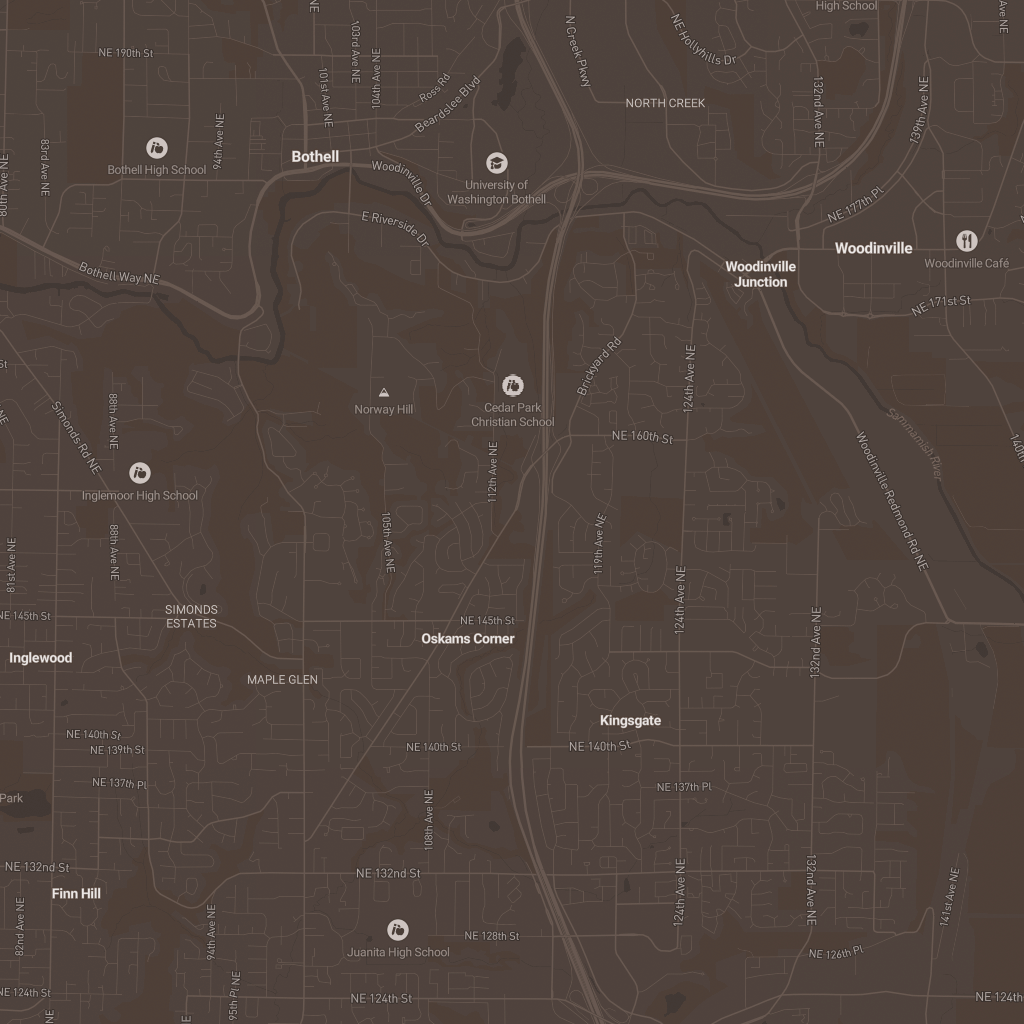 High School
NE
Ave NE
NE 190th St
103rd Ave NE
104th Ave NE
101st Ave NE
N Creek Pkwy
NE Hollyhills Dr
Ross Rd
Beardslee Blvd
NORTH CREEK
132nd Ave NE
139th Ave NE
83rd Ave NE
94th Ave NE
80th Ave NE
Bothell High School
Bothell
Woodinville Dr
University of
Washington Bothell
E Riverside Dr
NE 177th Pl
Woodinville
Woodinville Café
Woodinville
Junction
Bothell Way NE
NE 171st St
St
NE
Simonds Rd NE
88th Ave NE
Norway Hill
Cedar Park
Christian School
Brickyard Rd
124th Ave NE
NE 160th St
112th Ave NE
Sammamish River
Woodinville Redmond Rd NE
140th
Inglemoor High School
88th Ave NE
105th Ave NE
119th Ave NE
81st Ave NE
124th Ave NE
132nd Ave NE
NE 145th St
SIMONDS
ESTATES
NE 145th St
Oskams Corner
Inglewood
MAPLE GLEN
Kingsgate
NE 140th St
NE 139th St
NE 140th St
NE 140th St
NE 137th Pl
NE 137th Pl
Park
108th Ave NE
NE 132nd St
NE 132nd St
Finn Hill
124th Ave NE
132nd Ave NE
141st Ave NE
82nd Ave NE
94th Ave NE
Juanita High School
NE 128th St
NE 126th Pl
NE 124th St
95th Pl NE
NE 124th St
NE 124th
NE
E